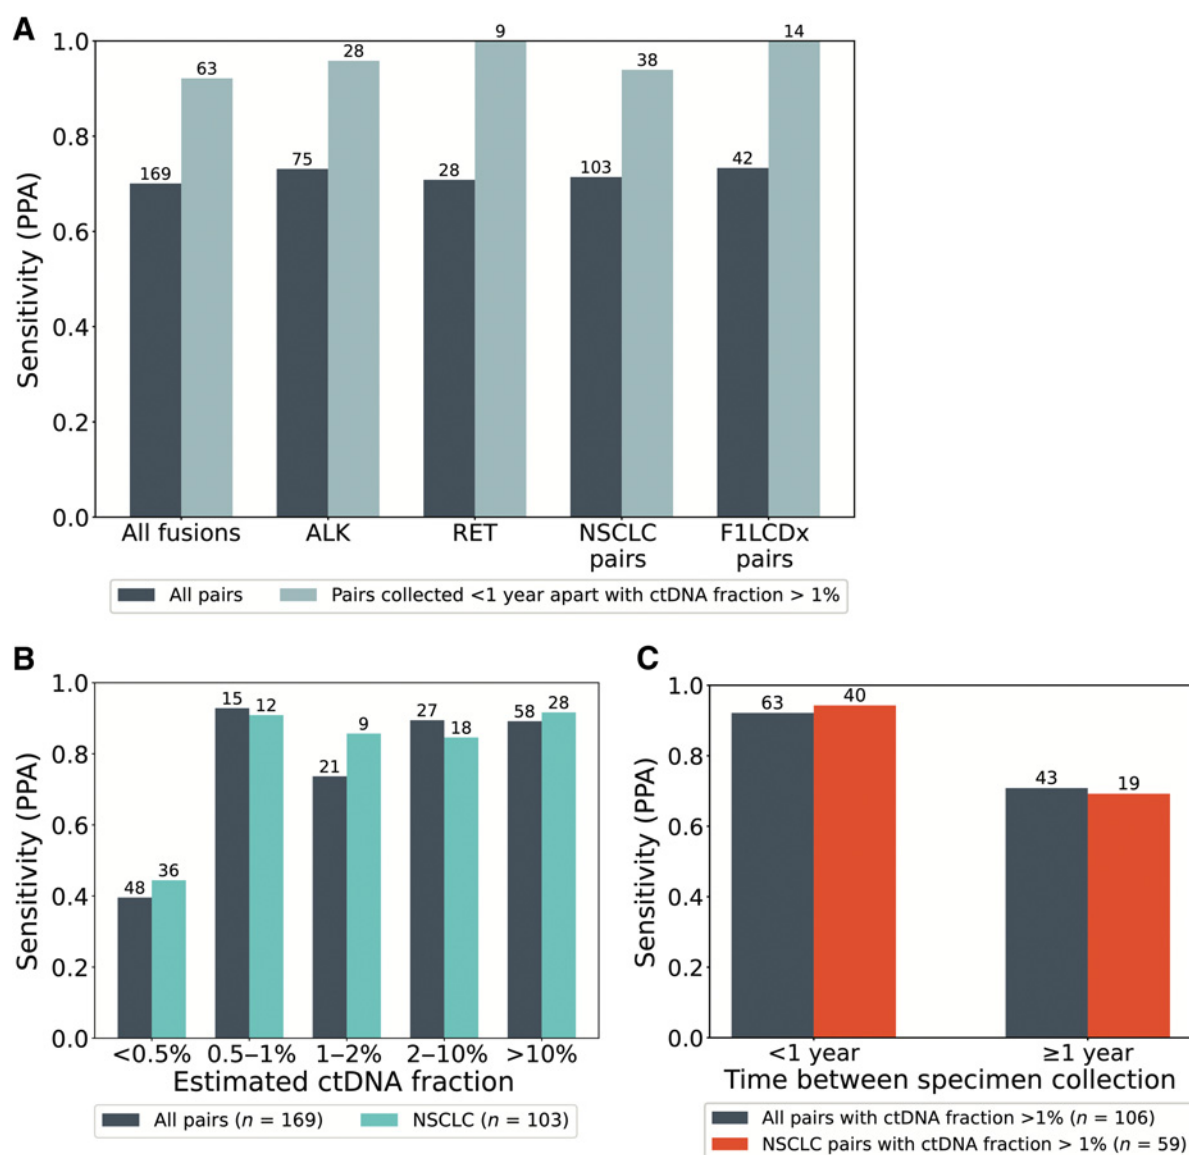 A
Sensitivity (PPA)
1.0
0.8
0.6
0.4
0.2
0.0
169
63
75
28
28
9
103
38
42
14
All fusions
ALK
RET
NSCLC
pairs
F1LCDx
pairs
All pairs
Pairs collected <1 year apart with ctDNA fraction > 1%
B
Sensitivity (PPA)
1.0
0.8
0.6
0.4
0.2
0.0
48
36
15
12
21
9
27
18
58
28
<0.5%
0.5–1%
1–2%
2–10%
>10%
Estimated ctDNA fraction
All pairs (n = 169)
NSCLC (n = 103)
C
Sensitivity (PPA)
1.0
0.8
0.6
0.4
0.2
0.0
63
40
43
19
<1 year
≥1 year
Time between specimen collection
All pairs with ctDNA fraction >1% (n = 106)
NSCLC pairs with ctDNA fraction > 1% (n = 59)